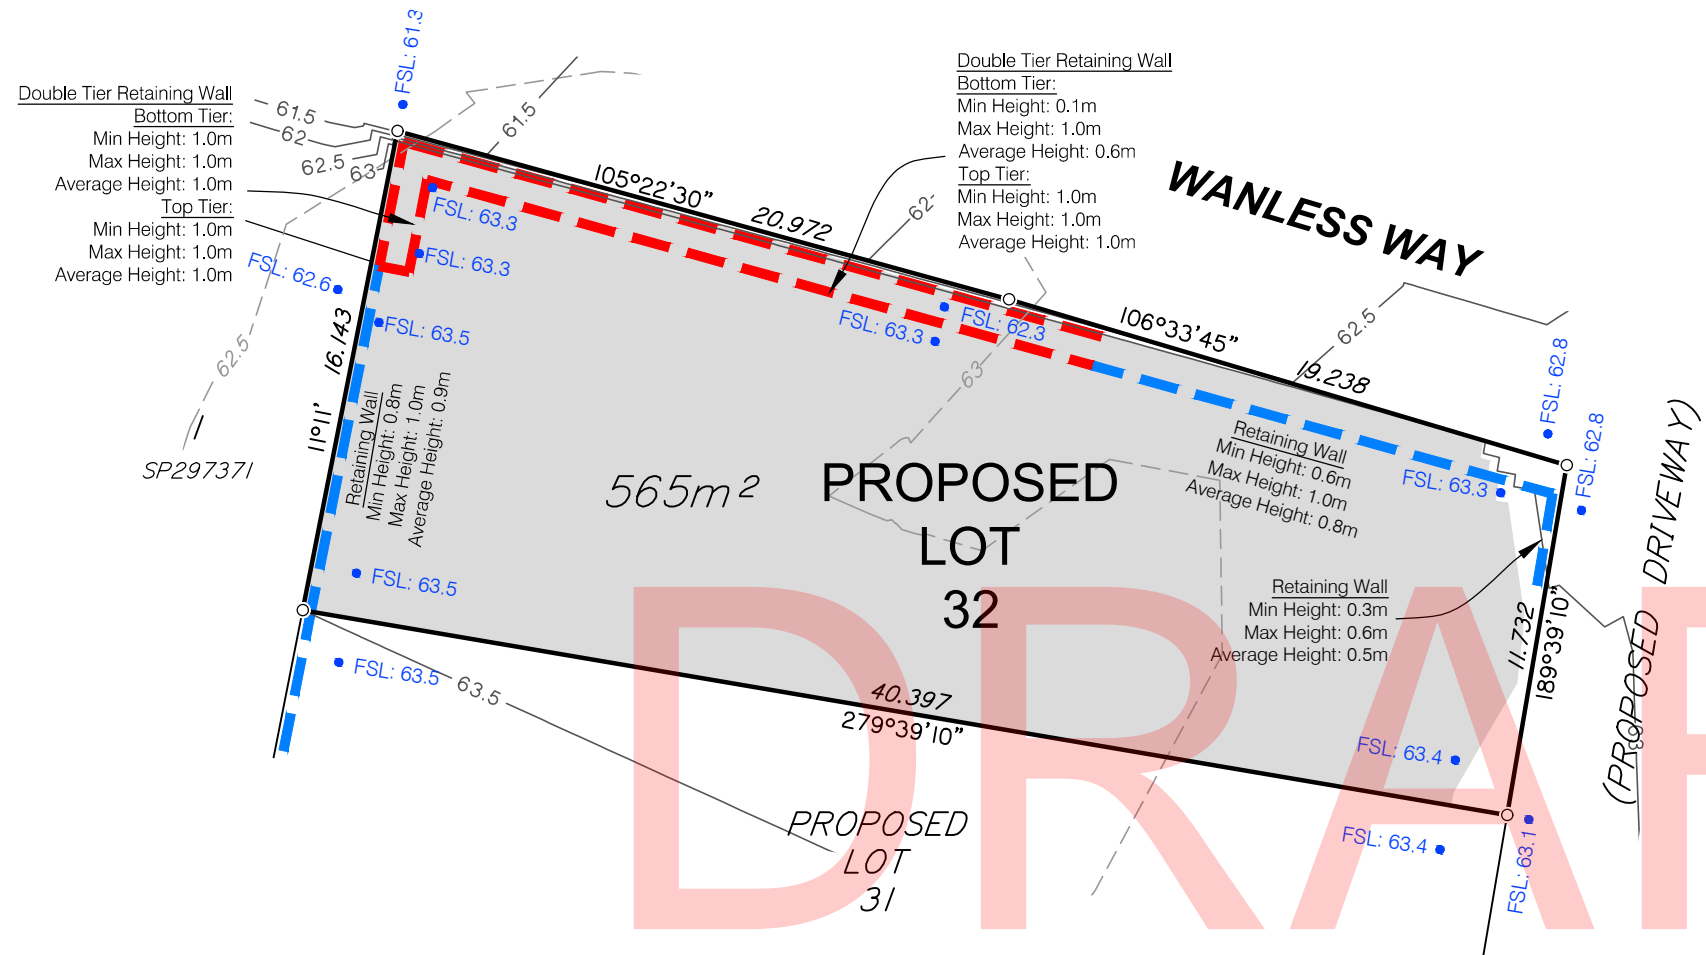 FSL: 61.3
Double Tier Retaining Wall
Bottom Tier:
Min Height: 1.0m
Max Height: 1.0m
Average Height: 1.0m
Top Tier:
Min Height: 1.0m
Max Height: 1.0m
Average Height: 1.0m
61.5
62
62.5
63
61.5
Double Tier Retaining Wall
Bottom Tier:
Min Height: 0.1m
Max Height: 1.0m
Average Height: 0.6m
Top Tier:
Min Height: 1.0m
Max Height: 1.0m
Average Height: 1.0m
WANLESS WAY
105°22'30"
20.972
62
FSL: 63.3
FSL: 63.3
FSL: 62.6
FSL: 63.5
FSL: 63.3
FSL: 62.3
106°33'45"
19.238
62.5
FSL: 62.8
FSL: 62.8
62.5
16.143
11°11'
63
1
SP297371
Retaining Wall
Min Height: 0.8m
Max Height: 1.0m
Average Height: 0.9m
Retaining Wall
Min Height: 0.6m
Max Height: 1.0m
Average Height: 0.8m
FSL: 63.3
565m²
PROPOSED
LOT
32
FSL: 63.5
Retaining Wall
Min Height: 0.3m
Max Height: 0.6m
Average Height: 0.5m
11.732
189°39'10"
(PROPOSED DRIVEWAY)
63
FSL: 63.5
63.5
40.397
279°39'10"
FSL: 63.4
FSL: 63.4
FSL: 63.1
PROPOSED
LOT
31
DRAF